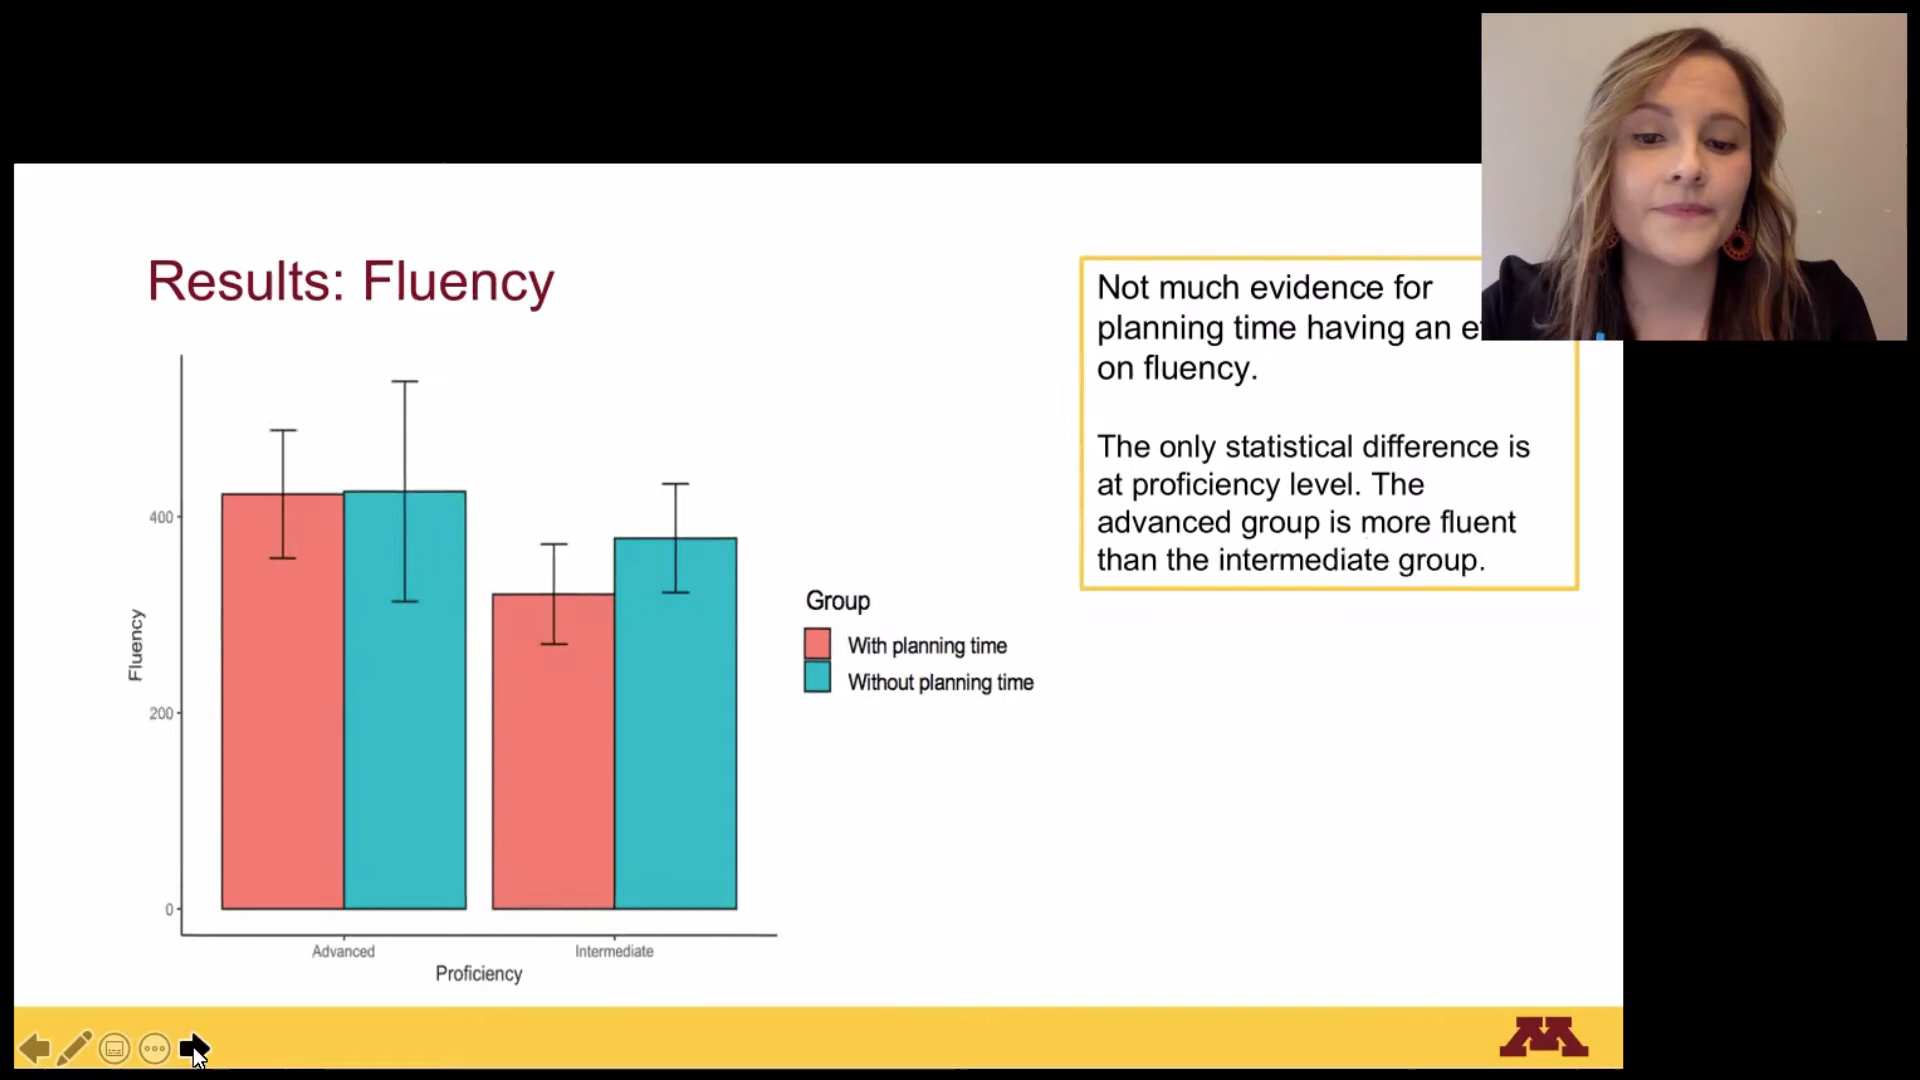 Results: Fluency
Not much evidence for
planning time having an
on fluency.
The only statistical difference is
at proficiency level. The
advanced group is more fluent
than the intermediate group.
Fluency
400
200
0
Advanced
Intermediate
Proficiency
Group
With planning time
Without planning time
M